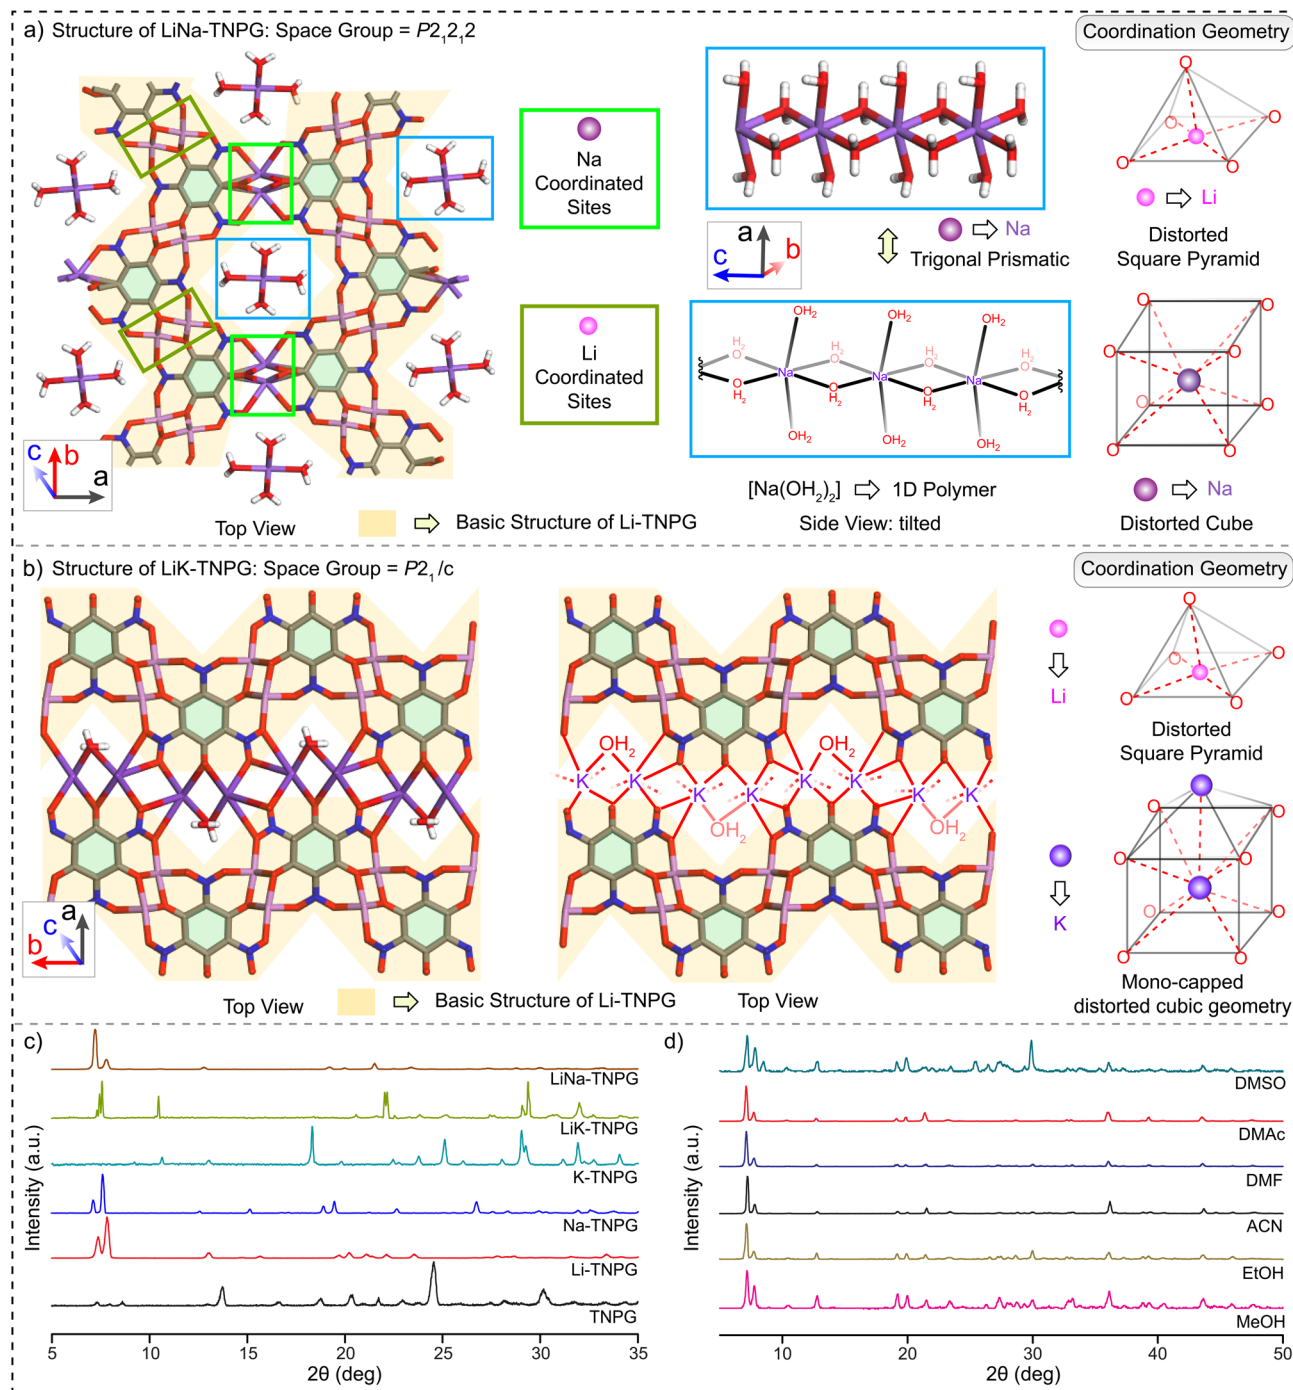 a) Structure of LiNa-TNPG: Space Group = P2₁2₁2
Na
Coordinated
Sites
Li
Coordinated
Sites
c b a
Top View
Basic Structure of Li-TNPG
a
c b
Na
Trigonal Prismatic
OH₂ OH₂ OH₂
H₂ H₂ H₂
O O O
Na Na Na
O O O
H₂ H₂ H₂
OH₂ OH₂ OH₂
[Na(OH₂)₂] 1D Polymer
Side View: tilted
Coordination Geometry
O
O O
O O
Li
Distorted
Square Pyramid
O O
O O
O O
O O
Na
Distorted Cube
b) Structure of LiK-TNPG: Space Group = P2₁/c
a
c
b
Top View
Basic Structure of Li-TNPG
OH₂ OH₂
K K K K K K K K
OH₂ OH₂
Top View
Coordination Geometry
Li
O
O O
O O
Distorted
Square Pyramid
K
O O
O O
O O
O O
Mono-capped
distorted cubic geometry
c)
Intensity (a.u.)
LiNa-TNPG
LiK-TNPG
K-TNPG
Na-TNPG
Li-TNPG
TNPG
5 10 15 20 25 30 35
2θ (deg)
d)
Intensity (a.u.)
DMSO
DMAc
DMF
ACN
EtOH
MeOH
10 20 30 40 50
2θ (deg)